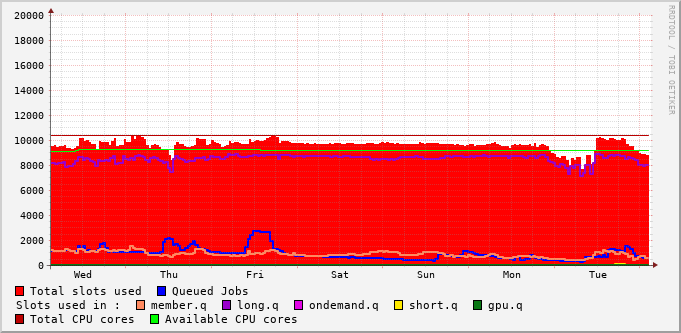 RRDTOOL / TOBI OETIKER
20000
18000
16000
14000
12000
10000
8000
6000
4000
2000
0
Wed Thu Fri Sat Sun Mon Tue
Total slots used Queued Jobs
Slots used in : member.q long.q ondemand.q short.q gpu.q
Total CPU cores Available CPU cores